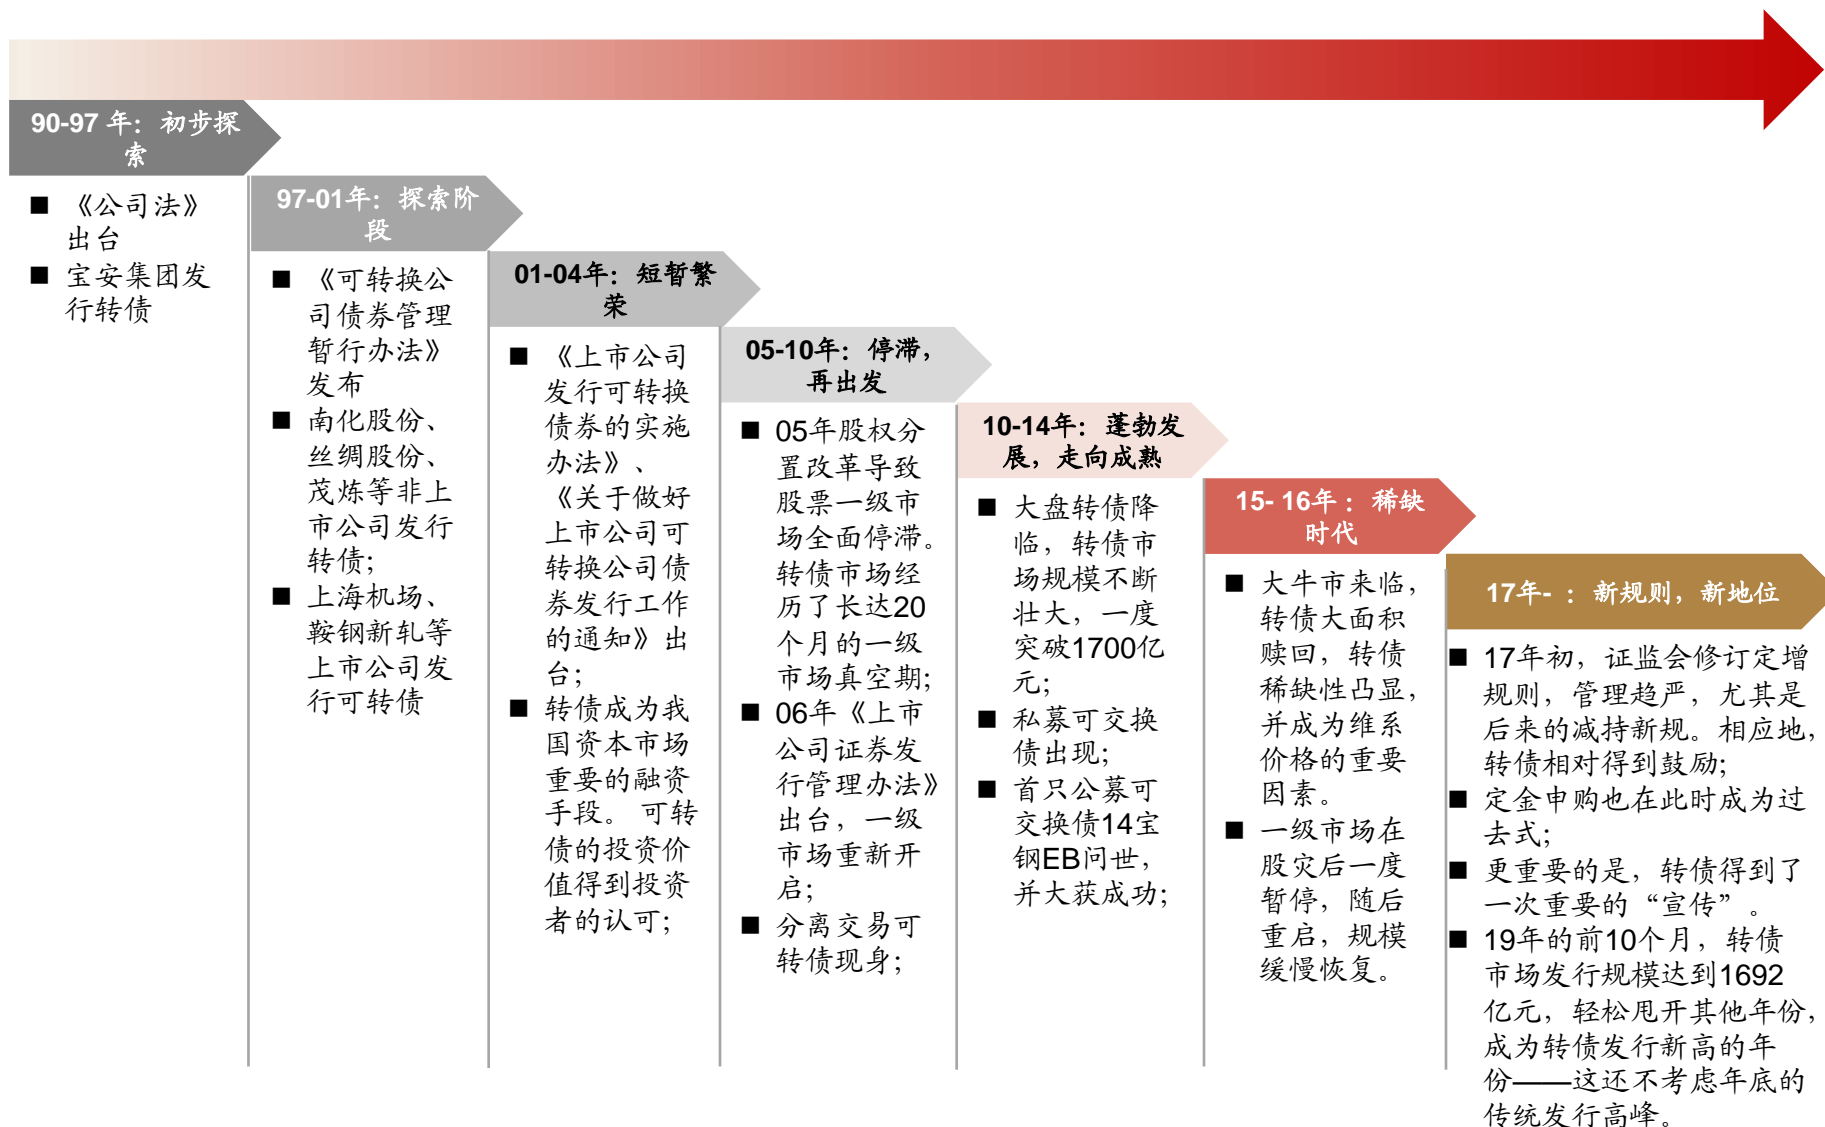 90-97 年：初步探
索
■ 《公司法》
出台
■ 宝安集团发
行转债
97-01年：探索阶
段
■ 《可转换公
司债券管理
暂行办法》
发布
■ 南化股份、
丝绸股份、
茂炼等非上
市公司发行
转债；
■ 上海机场、
鞍钢新轧等
上市公司发
行可转债
01-04年：短暂繁
荣
■ 《上市公司
发行可转换
债券的实施
办法》、
《关于做好
上市公司可
转换公司债
券发行工作
的通知》出
台；
■ 转债成为我
国资本市场
重要的融资
手段。 可转
债的投资价
值得到投资
者的认可；
05-10年：停滞，
再出发
■ 05年股权分
置改革导致
股票一级市
场全面停滞。
转债市场经
历了长达20
个月的一级
市场真空期；
■ 06年《上市
公司证券发
行管理办法》
出台，一级
市场重新开
启；
■ 分离交易可
转债现身；
10-14年：蓬勃发
展，走向成熟
■ 大盘转债降
临，转债市
场规模不断
壮大，一度
突破1700亿
元；
■ 私募可交换
债出现；
■ 首只公募可
交换债14宝
钢EB问世，
并大获成功；
15- 16年 ：稀缺
时代
■ 大牛市来临，
转债大面积
赎回，转债
稀缺性凸显，
并成为维系
价格的重要
因素。
■ 一级市场在
股灾后一度
暂停，随后
重启，规模
缓慢恢复。
17年- ：新规则，新地位
■ 17年初，证监会修订定增
规则，管理趋严，尤其是
后来的减持新规。相应地，
转债相对得到鼓励；
■ 定金申购也在此时成为过
去式；
■ 更重要的是，转债得到了
一次重要的“宣传”。
■ 19年的前10个月，转债
市场发行规模达到1692
亿元，轻松甩开其他年份，
成为转债发行新高的年
份——这还不考虑年底的
传统发行高峰。